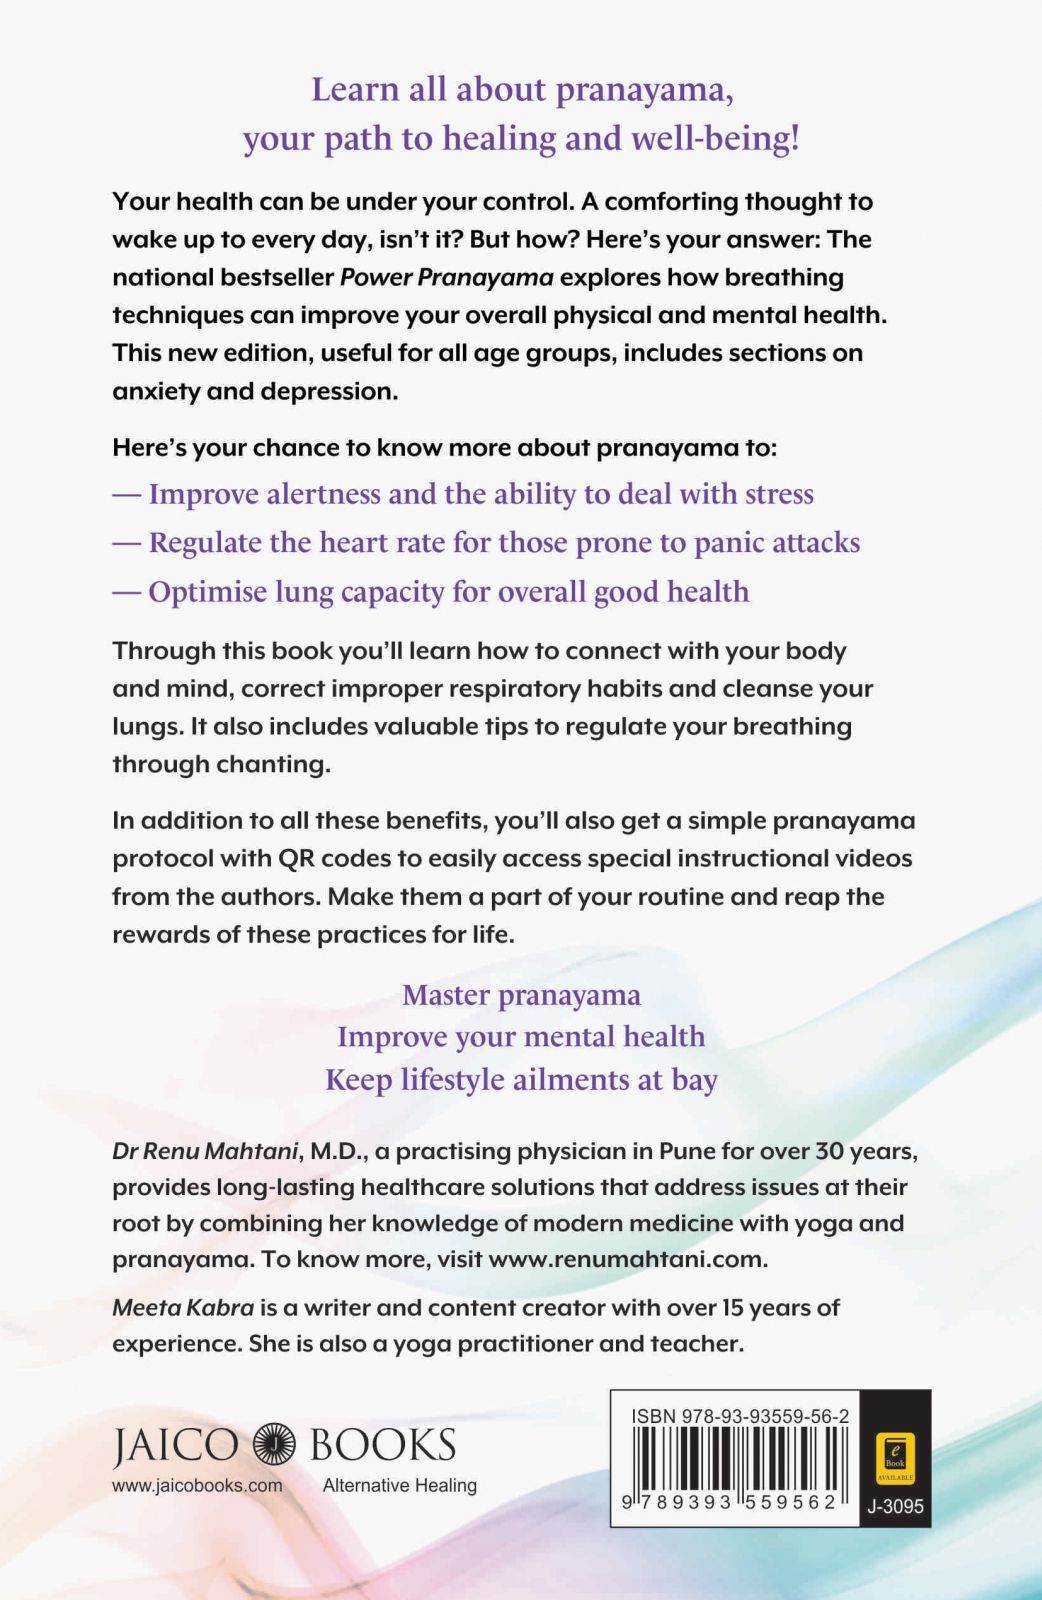 Learn all about pranayama,
your path to healing and well-being!
Your health can be under your control. A comforting thought to
wake up to every day, isn't it? But how? Here's your answer: The
national bestseller Power Pranayama explores how breathing
techniques can improve your overall physical and mental health.
This new edition, useful for all age groups, includes sections on
anxiety and depression.
Here's your chance to know more about pranayama to:
— Improve alertness and the ability to deal with stress
— Regulate the heart rate for those prone to panic attacks
— Optimise lung capacity for overall good health
Through this book you'll learn how to connect with your body
and mind, correct improper respiratory habits and cleanse your
lungs. It also includes valuable tips to regulate your breathing
through chanting.
In addition to all these benefits, you'll also get a simple pranayama
protocol with QR codes to easily access special instructional videos
from the authors. Make them a part of your routine and reap the
rewards of these practices for life.
Master pranayama
Improve your mental health
Keep lifestyle ailments at bay
Dr Renu Mahtani, M.D., a practising physician in Pune for over 30 years,
provides long-lasting healthcare solutions that address issues at their
root by combining her knowledge of modern medicine with yoga and
pranayama. To know more, visit www.renumahtani.com.
Meeta Kabra is a writer and content creator with over 15 years of
experience. She is also a yoga practitioner and teacher.
JAICO J BOOKS
www.jaicobooks.com Alternative Healing
ISBN 978-93-93559-56-2
9 789393 559562
e
Book
AVAILABLE
J-3095